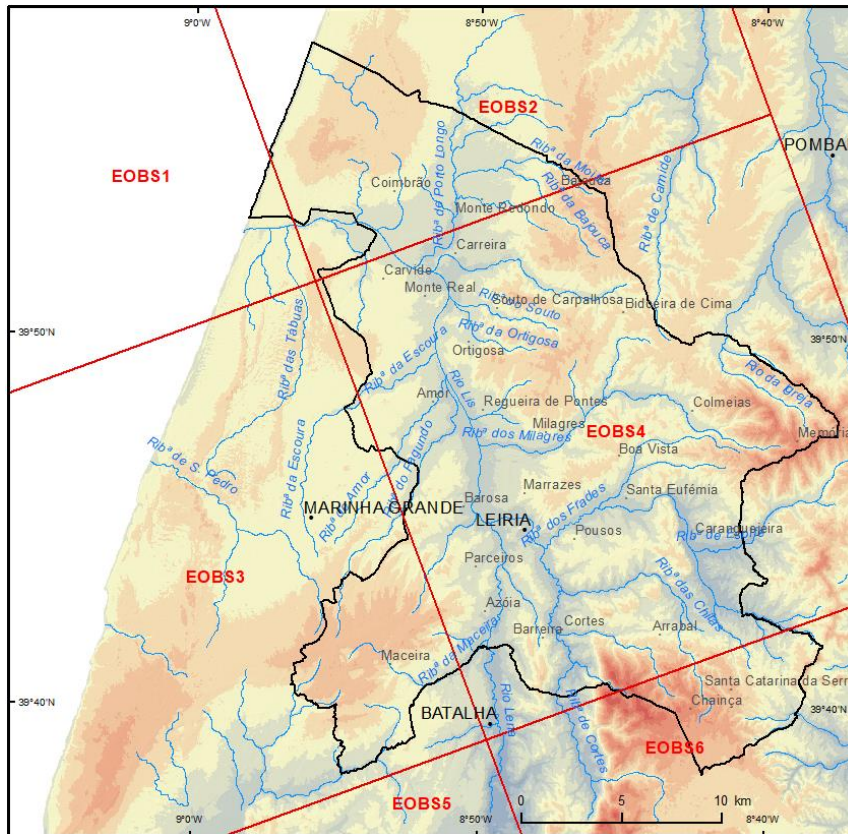 9°0'W
8°50'W
8°40'W
EOBS2
POMBA
EOBS1
Ribª da Moita
Coimbrão
Bajouca
Ribª do Porto Longo
Monte Redondo
Ribª da Bajouca
Ribª de Carnide
Carreira
Carvide
Monte Real
Ribª do Souto
Souto de Carpalhosa
Bidoeira de Cima
39°50'N
Ribª das Tábuas
Ribª da Ortigosa
39°50'N
Ortigosa
Ribª da Escoura
Rio Lis
Rio da Igreja
Amor
Regueira de Pontes
Colmeias
Milagres
EOBS4
Ribª dos Milagres
Memória
Boa Vista
Ribª de S. Pedro
Ribª da Escoura
Ribª do Fagundo
Ribª de Amor
Marrazes
Santa Eufémia
Barosa
MARINHA GRANDE
LEIRIA
Ribª dos Frades
Pousos
Caranguejeira
EOBS3
Parceiros
Ribª das Chitas
Azóia
Barreira
Cortes
Arrabal
Ribª da Maceira
Maceira
Santa Catarina da Serr
39°40'N
Chainça
39°40'N
BATALHA
Rio Lena
Ribª de Cortes
EOBS6
EOBS5
0
5
10 km
9°0'W
8°50'W
8°40'W